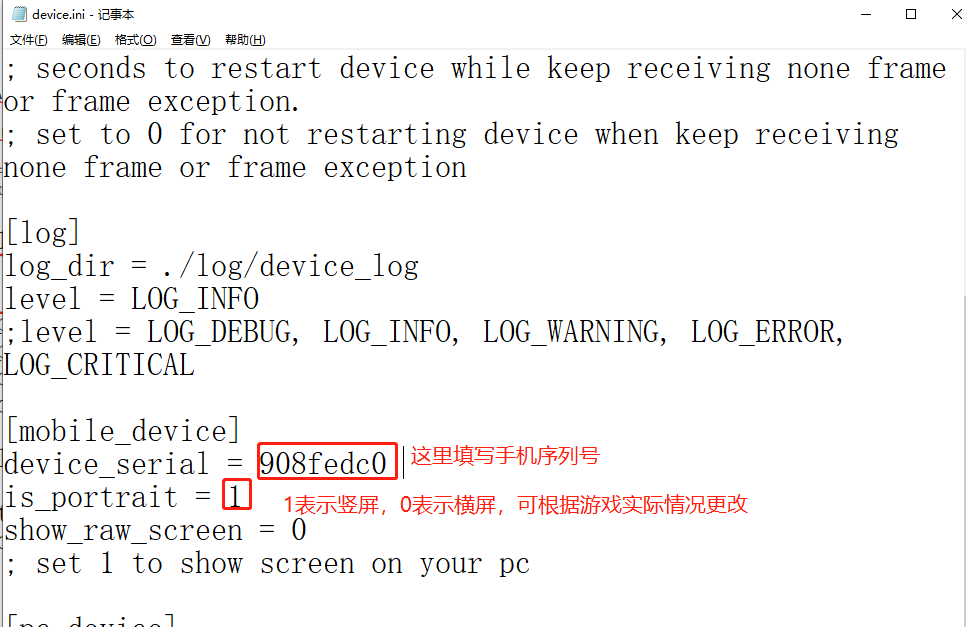 device.ini - 记事本
文件(F) 编辑(E) 格式(O) 查看(V) 帮助(H)
; seconds to restart device while keep receiving none frame
or frame exception.
; set to 0 for not restarting device when keep receiving
none frame or frame exception
[log]
log_dir = ./log/device_log
level = LOG_INFO
;level = LOG_DEBUG, LOG_INFO, LOG_WARNING, LOG_ERROR,
LOG_CRITICAL
[mobile_device]
device_serial = 908fedc0 这里填写手机序列号
is_portrait = 1 1表示竖屏，0表示横屏，可根据游戏实际情况更改
show_raw_screen = 0
; set 1 to show screen on your pc
[pc_device]